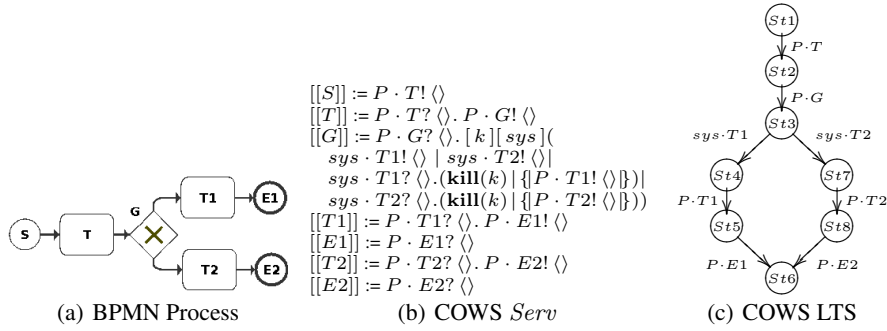 S
T
G
T1
E1
T2
E2
(a) BPMN Process
[[S]] := P · T! ⟨⟩
[[T]] := P · T? ⟨⟩. P · G! ⟨⟩
[[G]] := P · G? ⟨⟩. [ k ][ sys ](
sys · T1! ⟨⟩ | sys · T2! ⟨⟩|
sys · T1? ⟨⟩.(kill(k) | {|P · T1! ⟨⟩|})|
sys · T2? ⟨⟩.(kill(k) | {|P · T2! ⟨⟩|}))
[[T1]] := P · T1? ⟨⟩. P · E1! ⟨⟩
[[E1]] := P · E1? ⟨⟩
[[T2]] := P · T2? ⟨⟩. P · E2! ⟨⟩
[[E2]] := P · E2? ⟨⟩
(b) COWS Serv
St1
P·T
St2
P·G
St3
sys·T1
sys·T2
St4
St7
P·T1
P·T2
St5
St8
P·E1
P·E2
St6
(c) COWS LTS